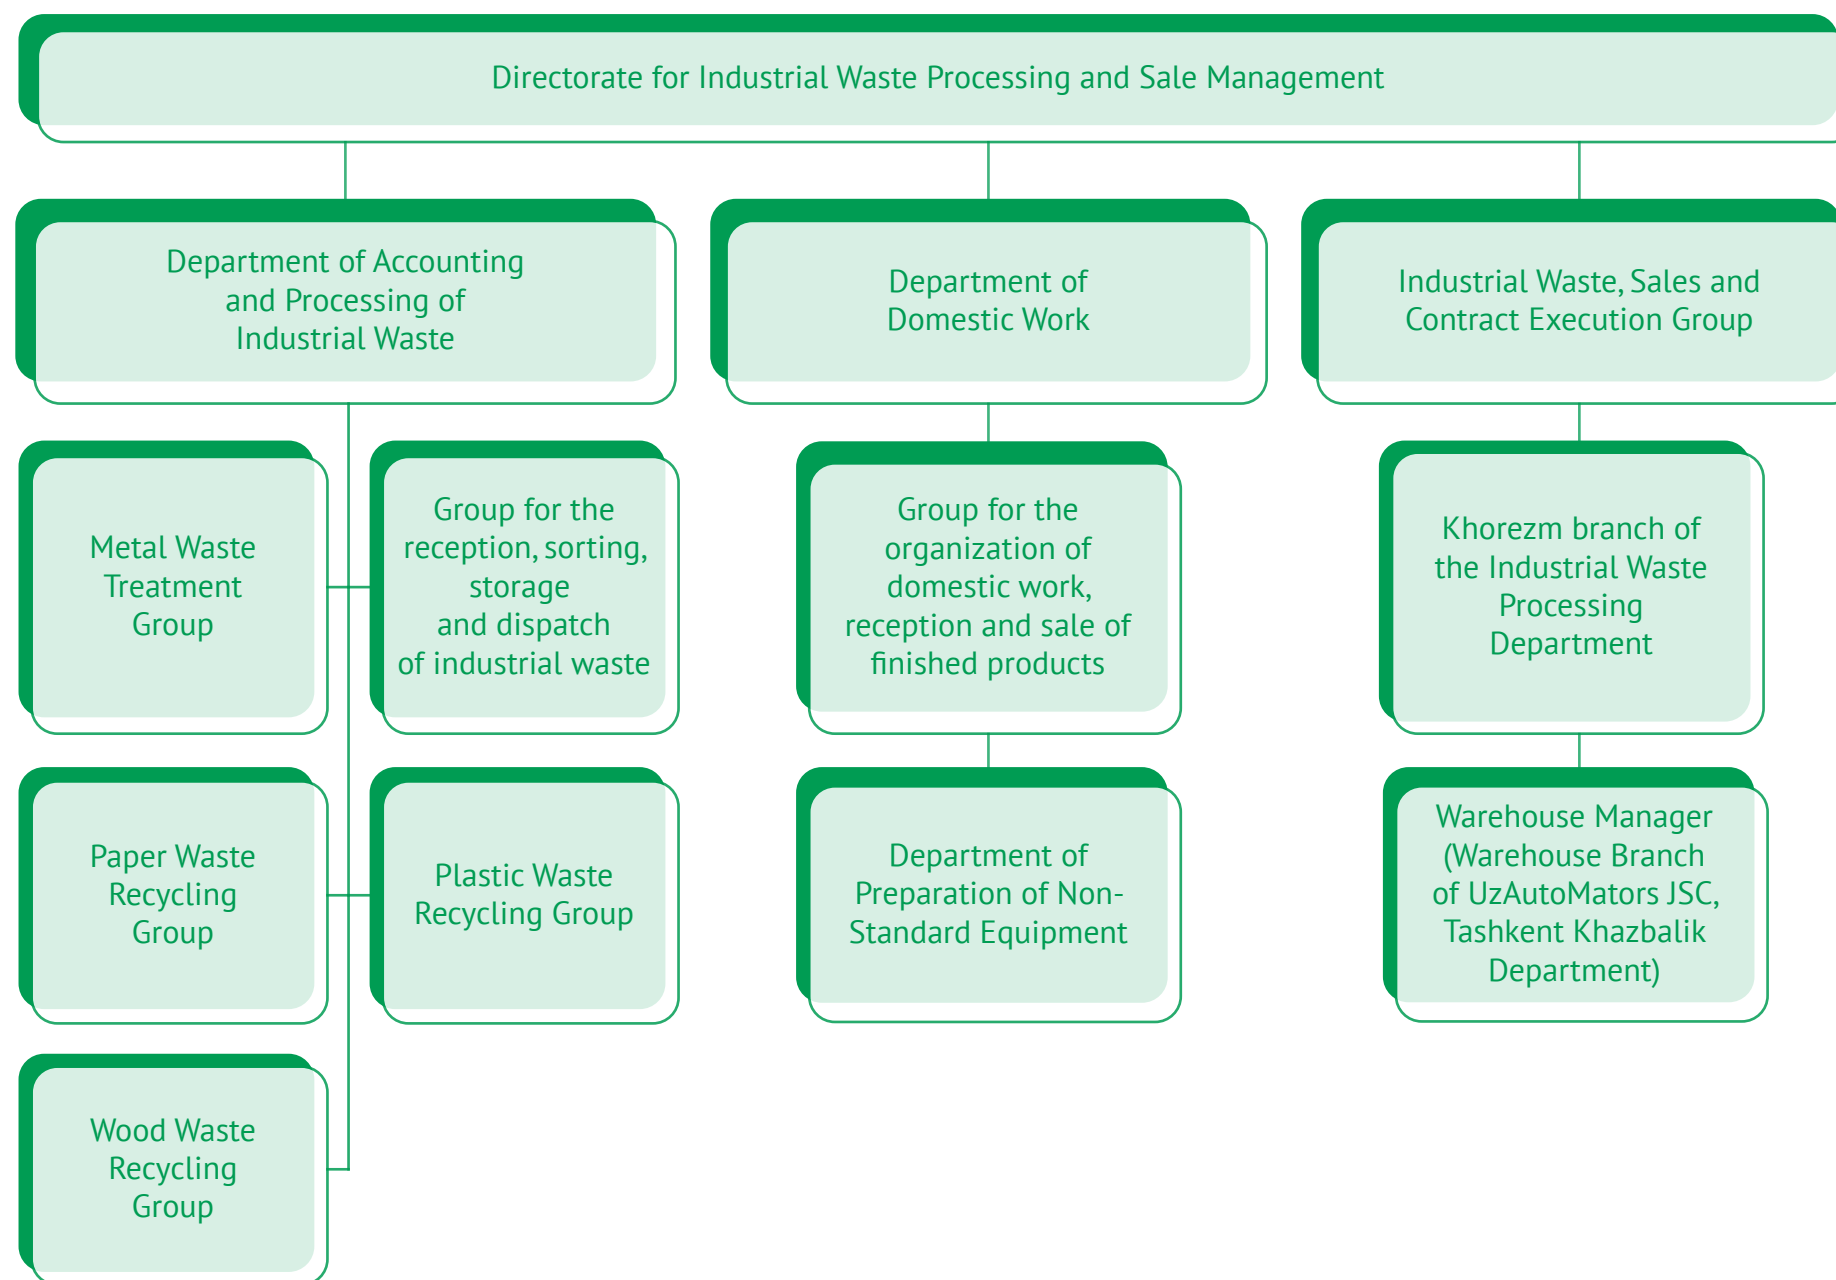 Directorate for Industrial Waste Processing and Sale Management
Department of Accounting
and Processing of
Industrial Waste
Department of
Domestic Work
Industrial Waste, Sales and
Contract Execution Group
Metal Waste
Treatment
Group
Group for the
reception, sorting,
storage
and dispatch
of industrial waste
Group for the
organization of
domestic work,
reception and sale of
finished products
Khorezm branch of
the Industrial Waste
Processing
Department
Paper Waste
Recycling
Group
Plastic Waste
Recycling Group
Department of
Preparation of Non-
Standard Equipment
Warehouse Manager
(Warehouse Branch
of UzAutoMators JSC,
Tashkent Khazbalik
Department)
Wood Waste
Recycling
Group